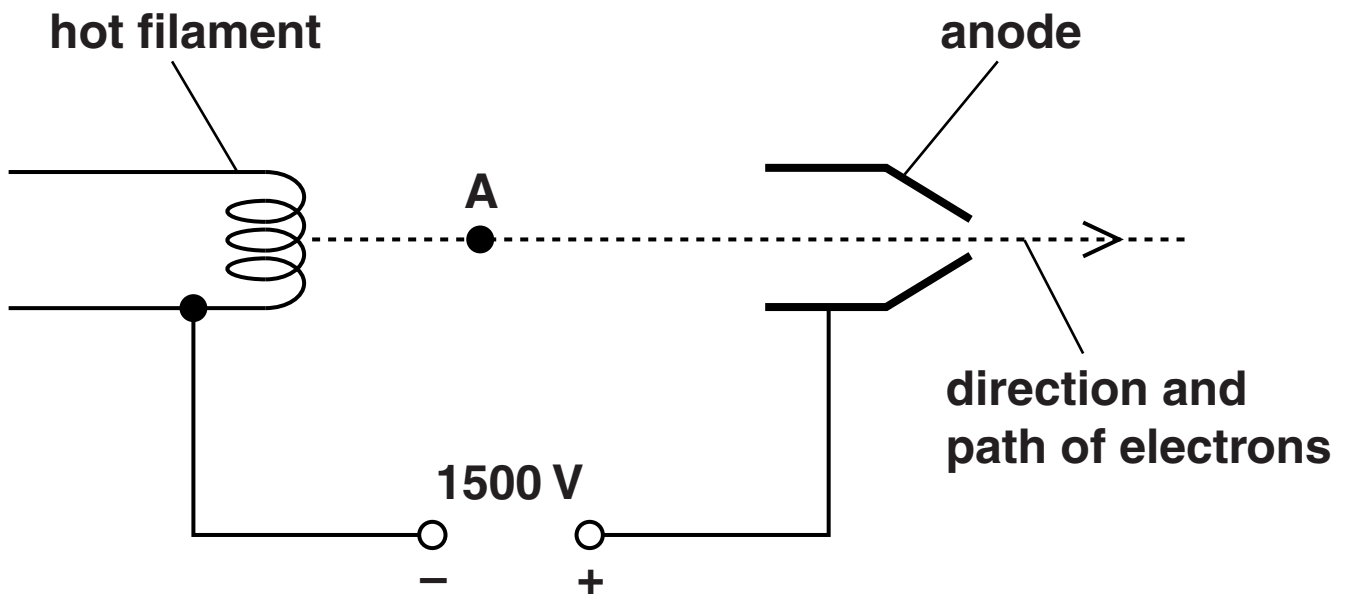 hot filament
anode
A
direction and
path of electrons
1500 V
– +